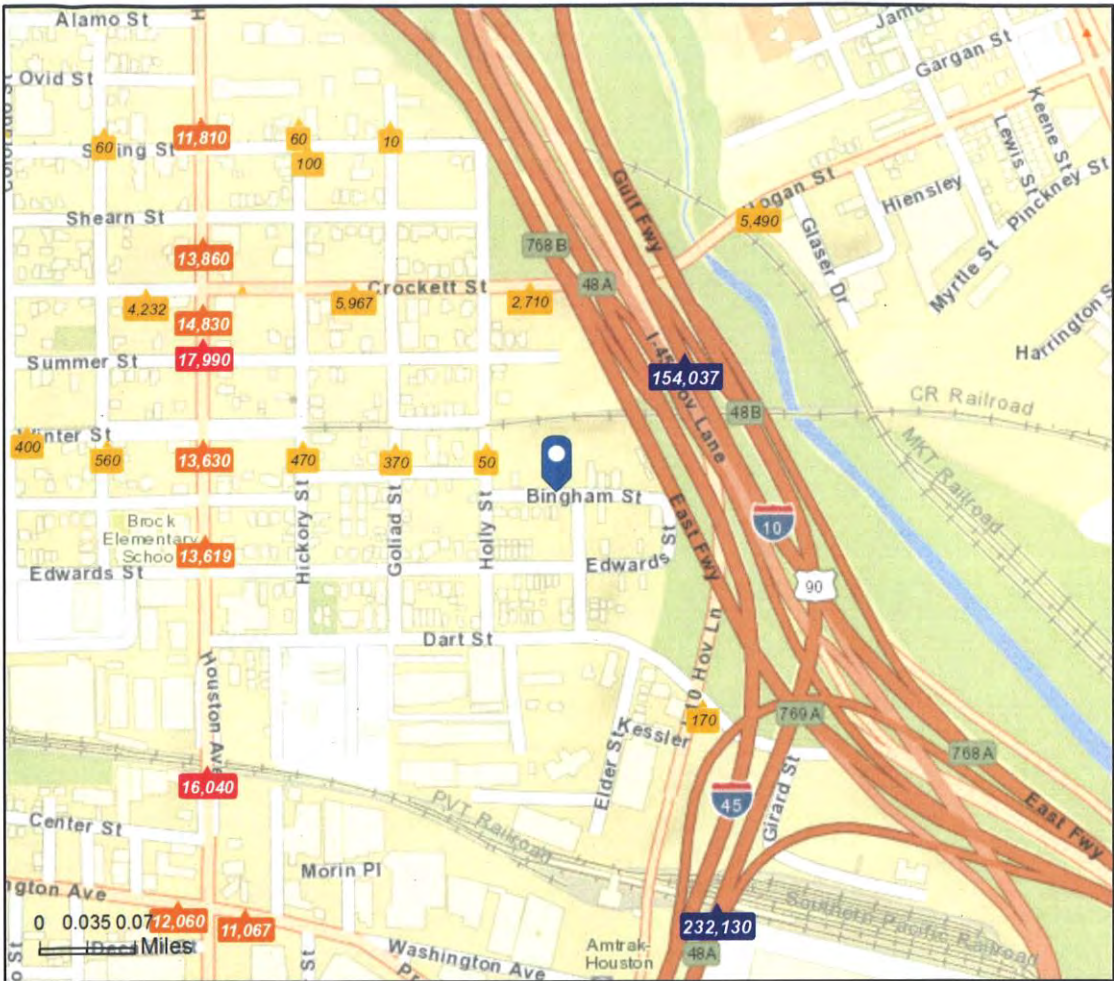 Alamo St
H
James
Gargan St
Ovid St
Keene St
Lewis St
Pinckney St
60
11,810
60
10
100
Hogan St
Hiensley
Shearn St
Gulf Fwy
5,490
Glaser Dr
Myrtle St
13,860
768 B
48 A
Crockett St
4,232
5,967
2,710
14,830
Harrington S
Summer St
17,990
154,037
I-45 Hov Lane
48B
CR Railroad
MKT Railroad
Winter St
400
560
13,630
470
370
50
Bingham St
East Fwy
10
Brock
Elementary
School
13,619
Hickory St
Goliad St
Holly St
Edwards St
Edwards St
90
Dart St
Houston Ave
I-10 Hov Ln
170
Kessler
769 A
768 A
Elder St
16,040
45
Girard St
East Fwy
PVT Railroad
Center St
Morin Pl
ngton Ave
0 0.035 0.07
Miles
12,060
11,067
232,130
Southern Pacific Railroad
Washington Ave
Amtrak-
Houston
48A
o St
St
Pr